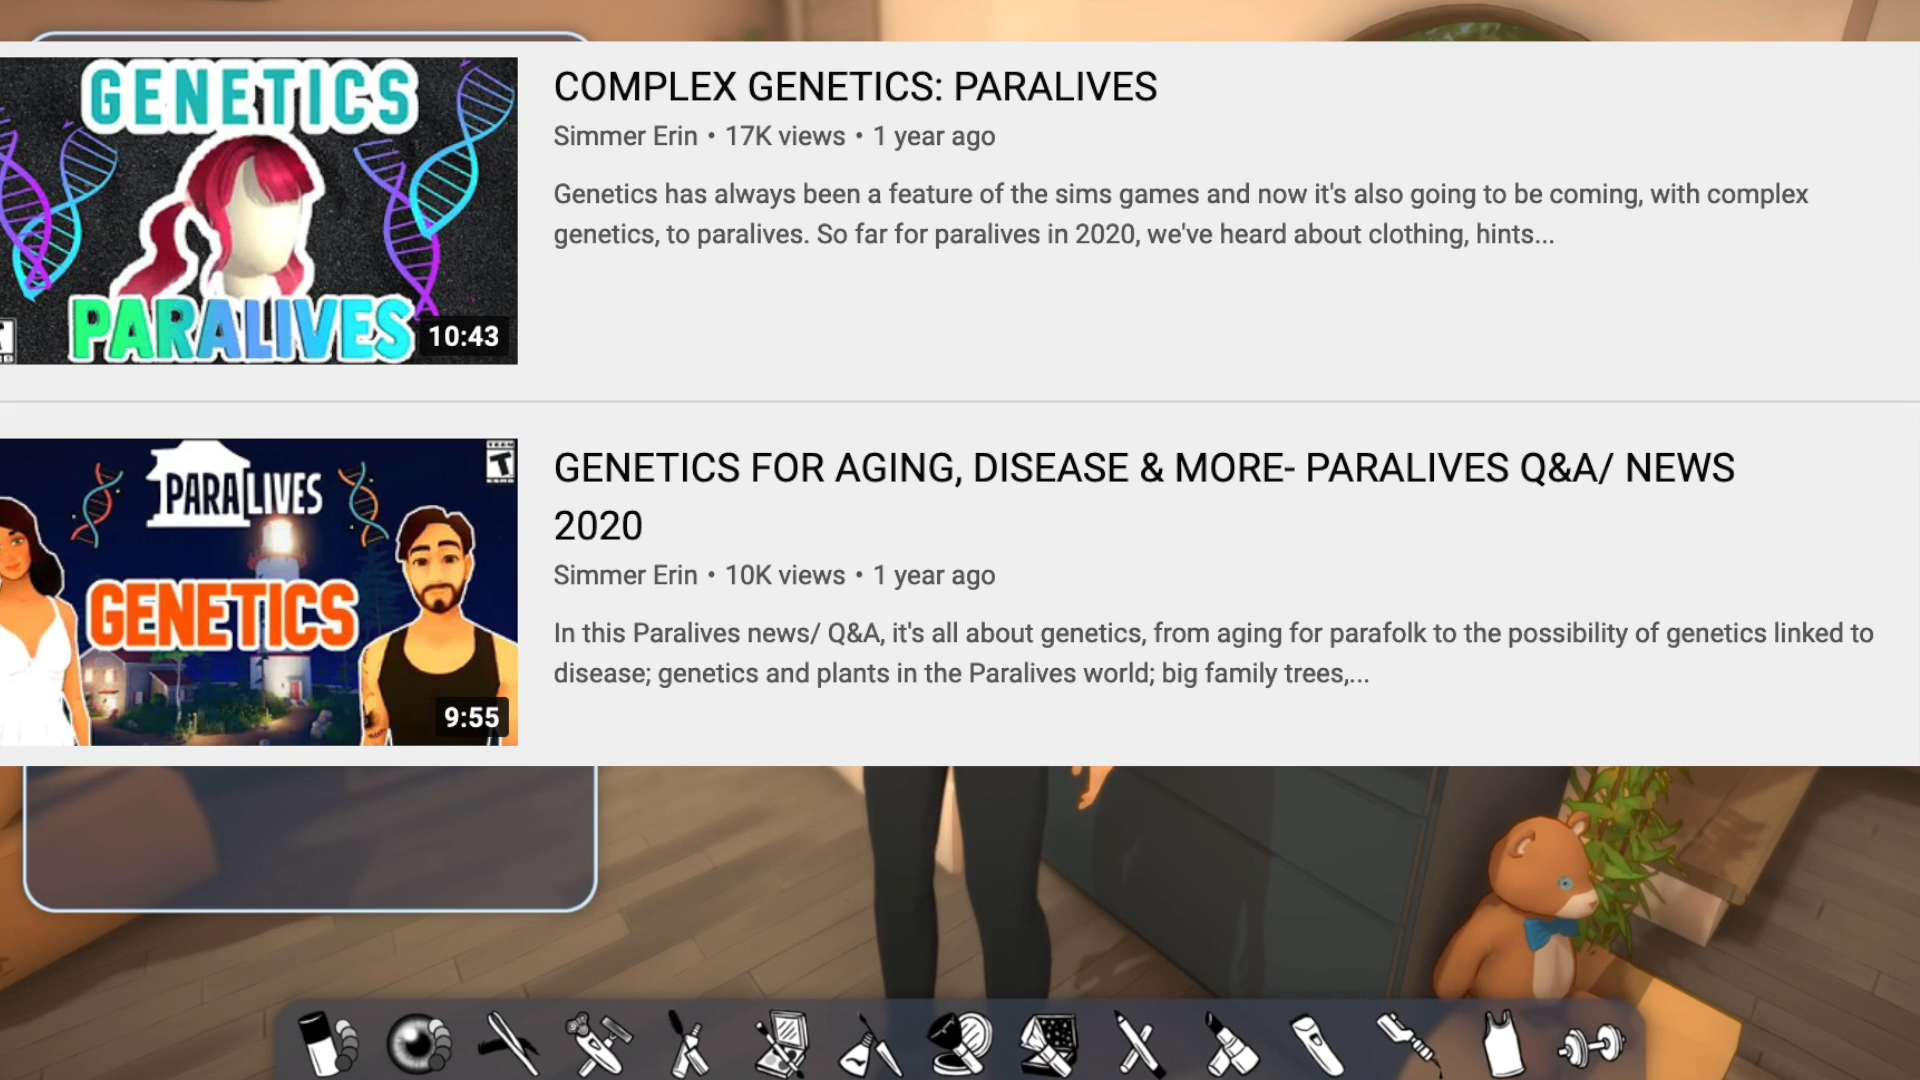 GENETICS
PARALIVES
10:43
COMPLEX GENETICS: PARALIVES
Simmer Erin • 17K views • 1 year ago
Genetics has always been a feature of the sims games and now it's also going to be coming, with complex
genetics, to paralives. So far for paralives in 2020, we've heard about clothing, hints...
PARALIVES
TEEN
T
ESRB
GENETICS
9:55
GENETICS FOR AGING, DISEASE & MORE- PARALIVES Q&A/ NEWS
2020
Simmer Erin • 10K views • 1 year ago
In this Paralives news/ Q&A, it's all about genetics, from aging for parafolk to the possibility of genetics linked to
disease; genetics and plants in the Paralives world; big family trees,...